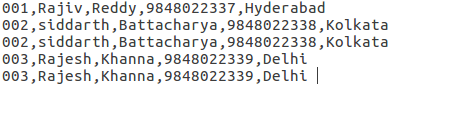 001,Rajiv,Reddy,9848022337,Hyderabad
002,siddarth,Battacharya,9848022338,Kolkata
002,siddarth,Battacharya,9848022338,Kolkata
003,Rajesh,Khanna,9848022339,Delhi
003,Rajesh,Khanna,9848022339,Delhi